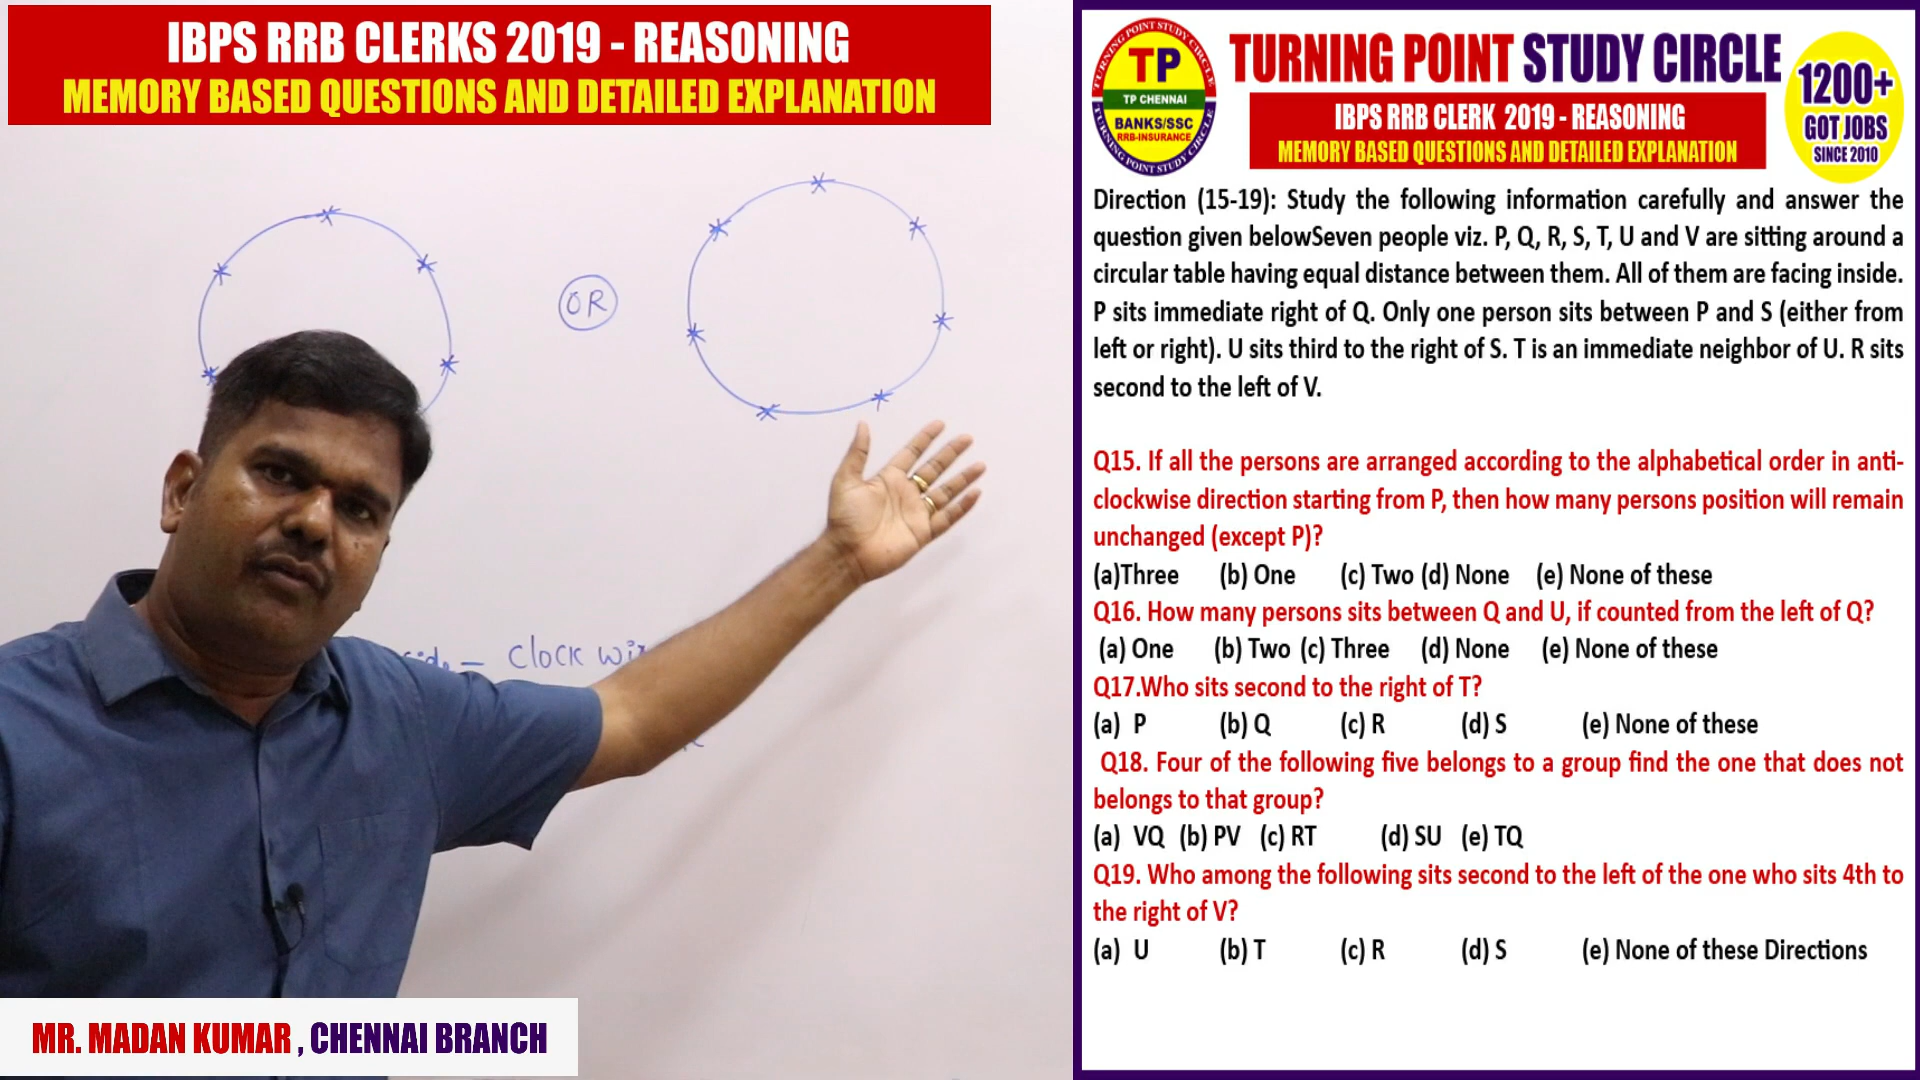 IBPS RRB CLERKS 2019 - REASONING
MEMORY BASED QUESTIONS AND DETAILED EXPLANATION
OR
CLOCK
MR. MADAN KUMAR , CHENNAI BRANCH
TURNING POINT STUDY CIRCLE
TP
TP CHENNAI
BANKS/SSC
RRB-INSURANCE
TURNING POINT STUDY CIRCLE
TURNING POINT STUDY CIRCLE
IBPS RRB CLERK 2019 - REASONING
MEMORY BASED QUESTIONS AND DETAILED EXPLANATION
1200+
GOT JOBS
SINCE 2010
Direction (15-19): Study the following information carefully and answer the
question given belowSeven people viz. P, Q, R, S, T, U and V are sitting around a
circular table having equal distance between them. All of them are facing inside.
P sits immediate right of Q. Only one person sits between P and S (either from
left or right). U sits third to the right of S. T is an immediate neighbor of U. R sits
second to the left of V.
Q15. If all the persons are arranged according to the alphabetical order in anti-
clockwise direction starting from P, then how many persons position will remain
unchanged (except P)?
(a)Three (b) One (c) Two (d) None (e) None of these
Q16. How many persons sits between Q and U, if counted from the left of Q?
(a) One (b) Two (c) Three (d) None (e) None of these
Q17.Who sits second to the right of T?
(a) P (b) Q (c) R (d) S (e) None of these
Q18. Four of the following five belongs to a group find the one that does not
belongs to that group?
(a) VQ (b) PV (c) RT (d) SU (e) TQ
Q19. Who among the following sits second to the left of the one who sits 4th to
the right of V?
(a) U (b) T (c) R (d) S (e) None of these Directions